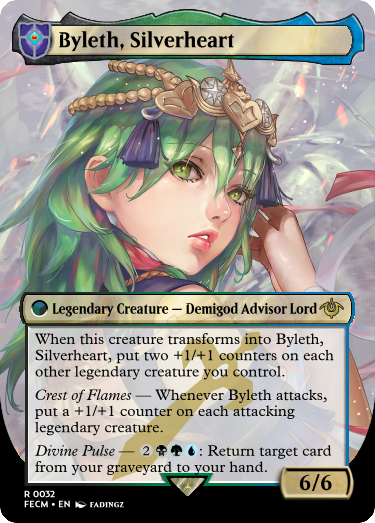 Byleth, Silverheart
Legendary Creature — Demigod Advisor Lord
When this creature transforms into Byleth,
Silverheart, put two +1/+1 counters on each
other legendary creature you control.
Crest of Flames — Whenever Byleth attacks,
put a +1/+1 counter on each attacking
legendary creature.
Divine Pulse — 2: Return target card
from your graveyard to your hand.
6/6
R 0032
FECM • EN FADINGZ